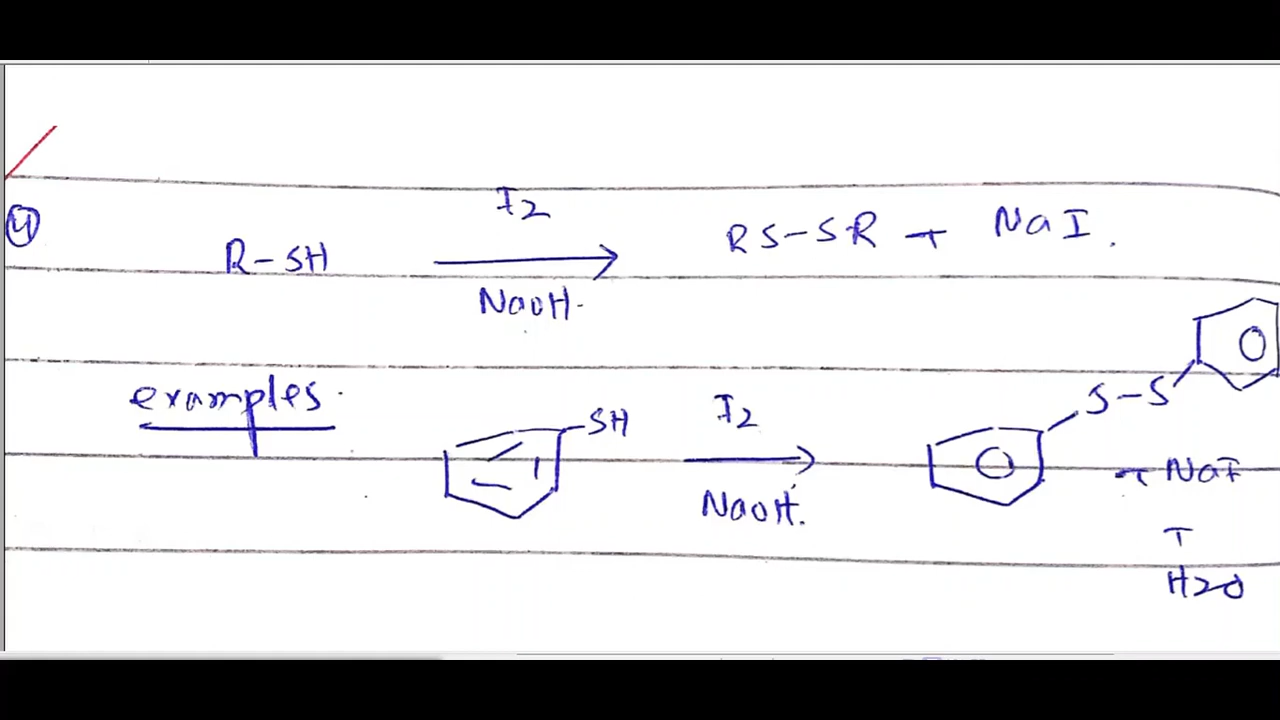 ④ R-SH I2 NaOH. RS-SR + NaI.
examples.
SH I2 NaOH. S-S + NaI
+
H2O